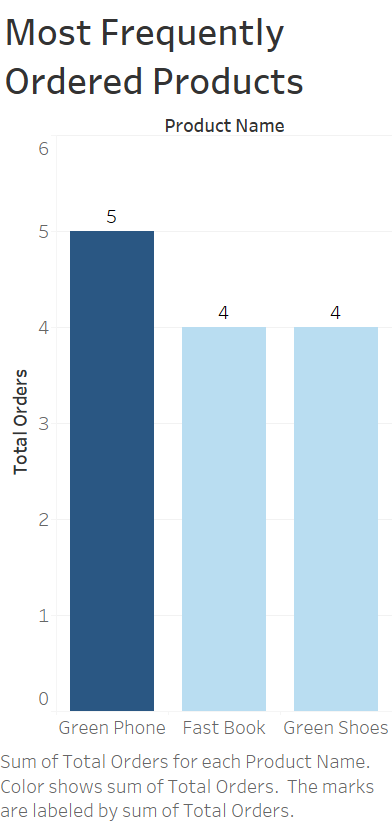 Most Frequently
Ordered Products
Product Name
6
5
5
4
4
4
3
2
1
0
Total Orders
Green Phone Fast Book Green Shoes
Sum of Total Orders for each Product Name.
Color shows sum of Total Orders. The marks
are labeled by sum of Total Orders.